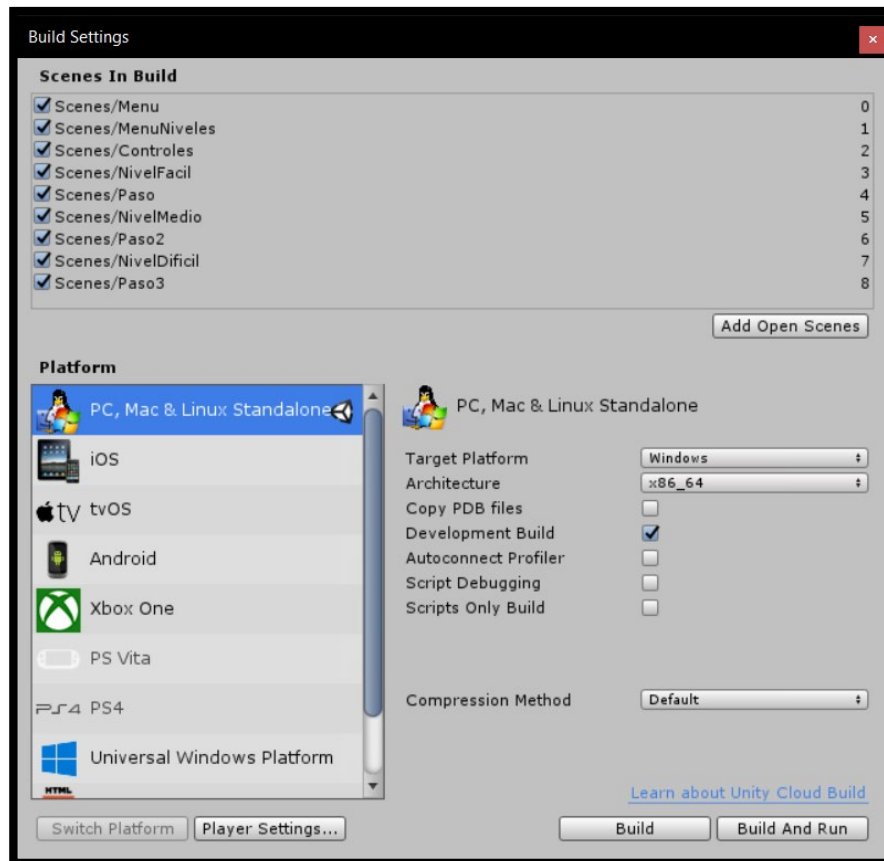 Build Settings
Scenes In Build
Scenes/Menu 0
Scenes/MenuNiveles 1
Scenes/Controles 2
Scenes/NivelFacil 3
Scenes/Paso 4
Scenes/NivelMedio 5
Scenes/Paso2 6
Scenes/NivelDificil 7
Scenes/Paso3 8
Add Open Scenes
Platform
PC, Mac & Linux Standalone
iOS
tv tvOS
Android
Xbox One
PS Vita
PS4 PS4
Universal Windows Platform
HTML
PC, Mac & Linux Standalone
Target Platform Windows
Architecture x86_64
Copy PDB files
Development Build
Autoconnect Profiler
Script Debugging
Scripts Only Build
Compression Method Default
Learn about Unity Cloud Build
Switch Platform Player Settings... Build Build And Run